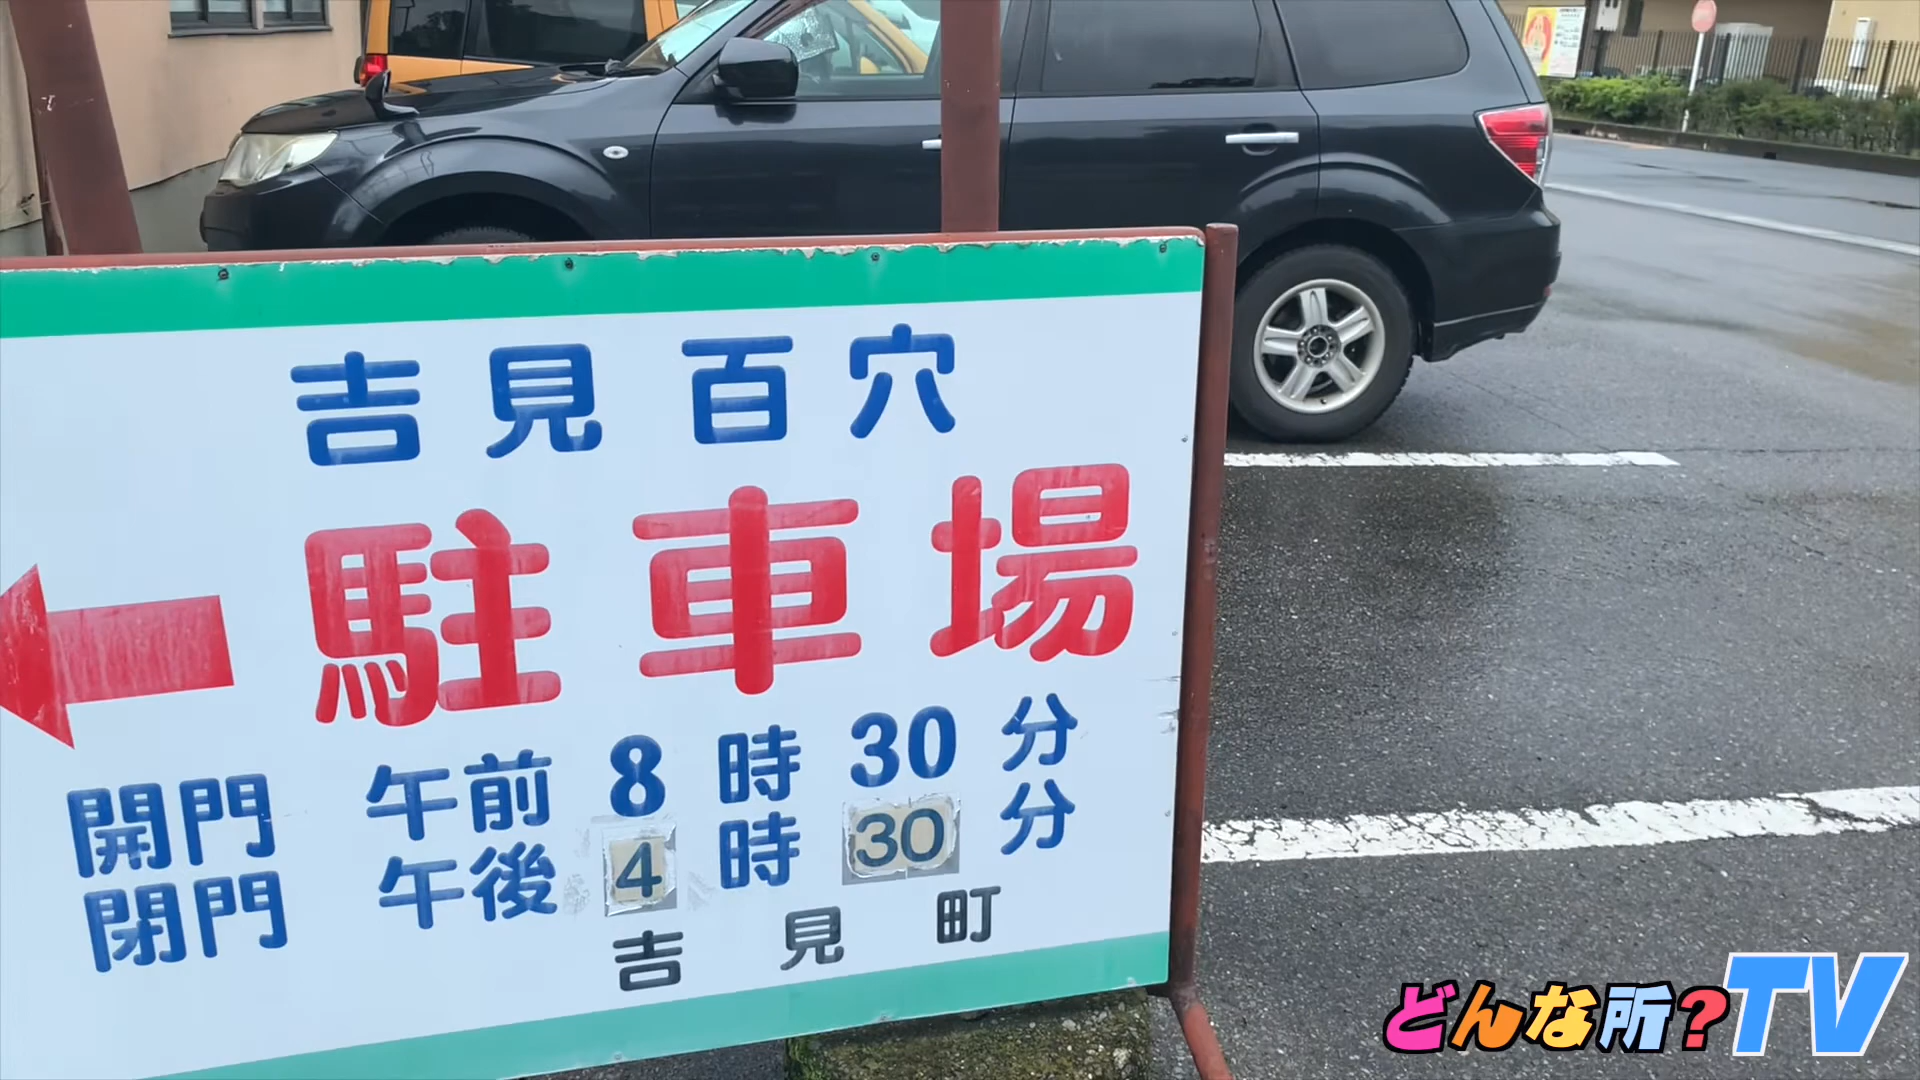 吉見百穴
駐車場
開門 午前 8 時 30 分
閉門 午後 4 時 30 分
吉見町
どんな所?TV